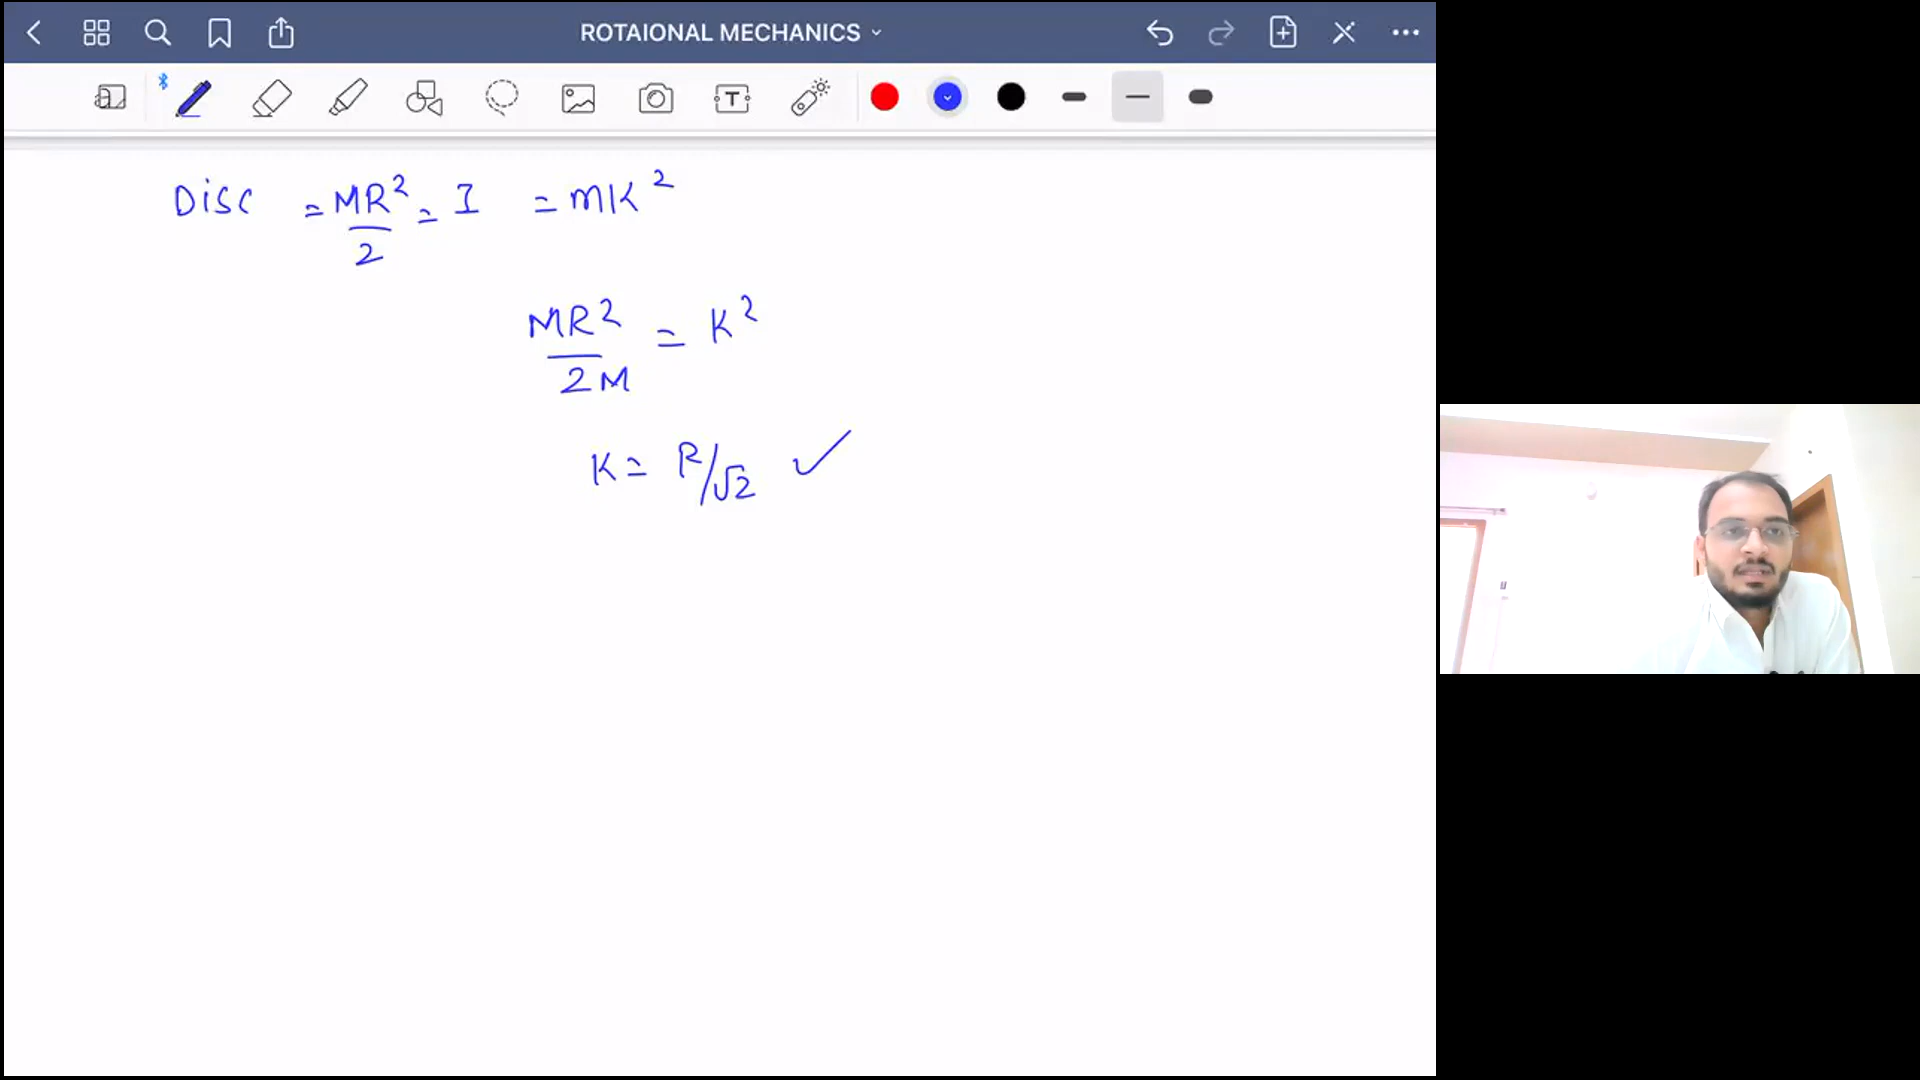 ROTAIONAL MECHANICS
Disc = MR²/2 = I = mK²
MR²/2M = K²
K = R/√2 ✓